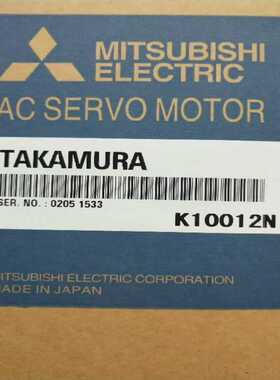 MITSUBISHI
ELECTRIC
AC SERVO MOTOR
TAKAMURA
SER. NO. : 0205 1533
K10012N
MITSUBISHI ELECTRIC CORPORATION
MADE IN JAPAN